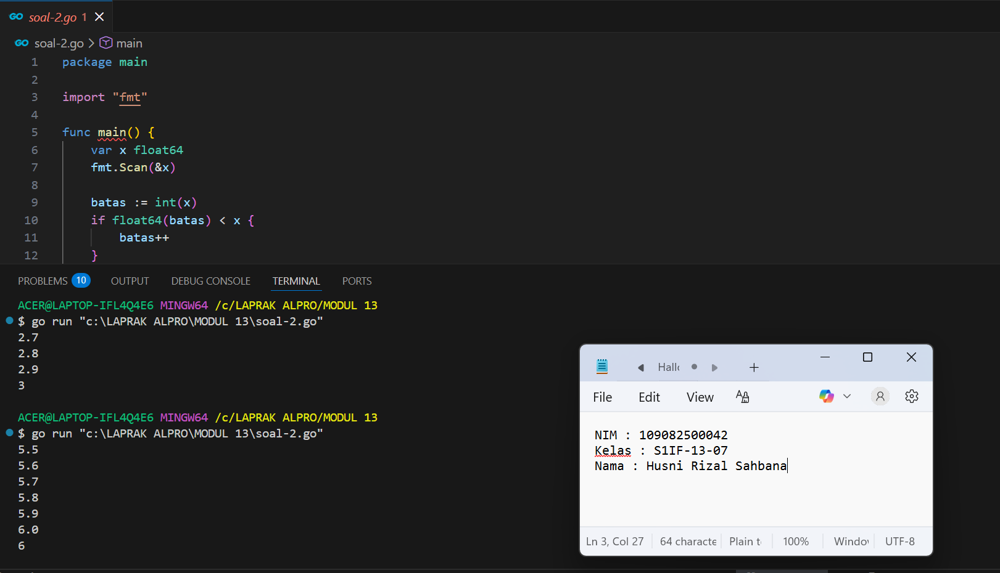 GO soal-2.go 1
GO soal-2.go > main
1 package main
2
3 import "fmt"
4
5 func main() {
6 var x float64
7 fmt.Scan(&x)
8
9 batas := int(x)
10 if float64(batas) < x {
11 batas++
12 }
PROBLEMS 10 OUTPUT DEBUG CONSOLE TERMINAL PORTS
ACER@LAPTOP-IFL4Q4E6 MINGW64 /c/LAPRAK ALPRO/MODUL 13
$ go run "c:\LAPRAK ALPRO\MODUL 13\soal-2.go"
2.7
2.8
2.9
3
ACER@LAPTOP-IFL4Q4E6 MINGW64 /c/LAPRAK ALPRO/MODUL 13
$ go run "c:\LAPRAK ALPRO\MODUL 13\soal-2.go"
5.5
5.6
5.7
5.8
5.9
6.0
6
File Edit View
NIM : 109082500042
Kelas : S1IF-13-07
Nama : Husni Rizal Sahbana
Ln 3, Col 27 64 characte Plain t 100% Window UTF-8